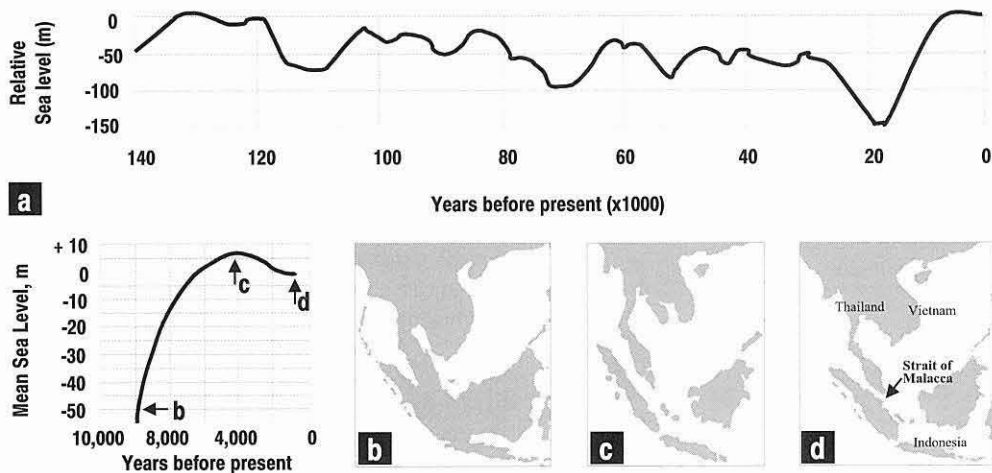 Relative
Sea level (m)
0
-50
-100
-150
140 120 100 80 60 40 20 0
Years before present (x1000)
a
Mean Sea Level, m
+ 10
0
-10
-20
-30
-40
-50
b
c
d
10,000 8,000 4,000 0
Years before present
b
c
Thailand
Vietnam
Strait of
Malacca
Indonesia
d